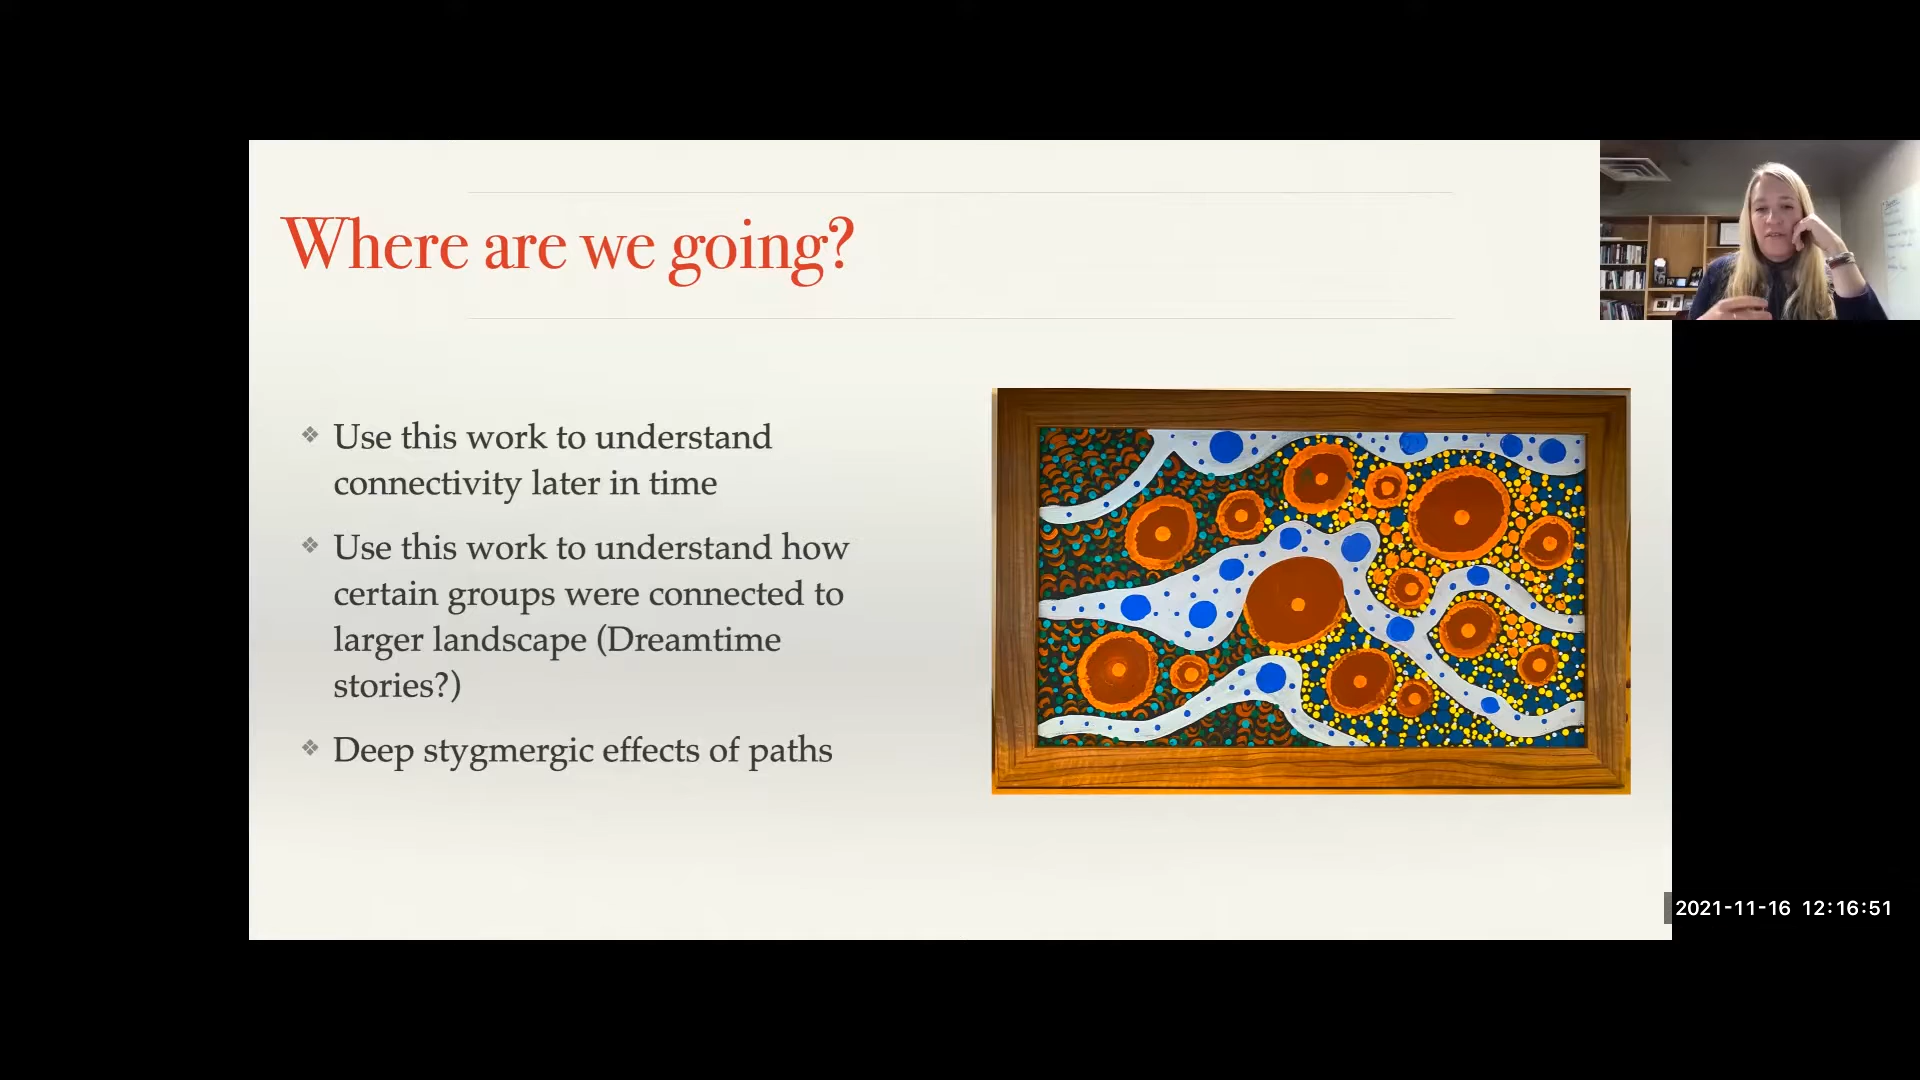 Where are we going?
Use this work to understand
connectivity later in time
Use this work to understand how
certain groups were connected to
larger landscape (Dreamtime
stories?)
Deep stygmergic effects of paths
2021-11-16 12:16:51